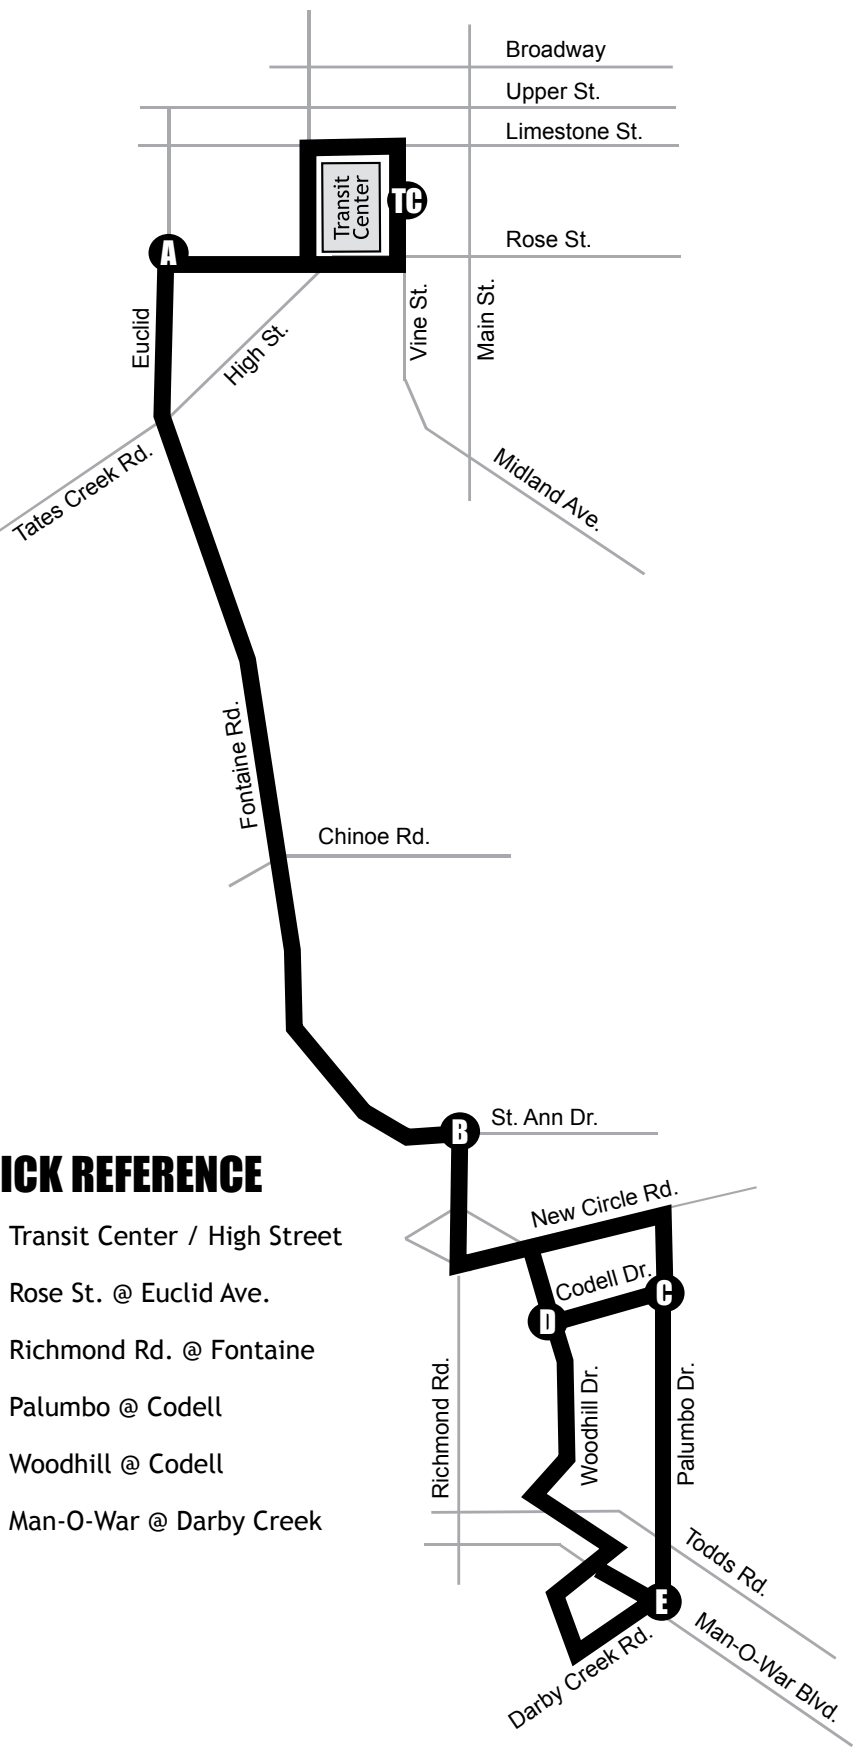 Broadway
Upper St.
Limestone St.
Transit
Center
TC
Rose St.
A
Euclid
High St.
Vine St.
Main St.
Tates Creek Rd.
Midland Ave.
Fontaine Rd.
Chinoe Rd.
B
St. Ann Dr.
ICK REFERENCE
Transit Center / High Street
Rose St. @ Euclid Ave.
Richmond Rd. @ Fontaine
Palumbo @ Codell
Woodhill @ Codell
Man-O-War @ Darby Creek
New Circle Rd.
Codell Dr.
C
D
Richmond Rd.
Woodhill Dr.
Palumbo Dr.
Todds Rd.
E
Darby Creek Rd.
Man-O-War Blvd.